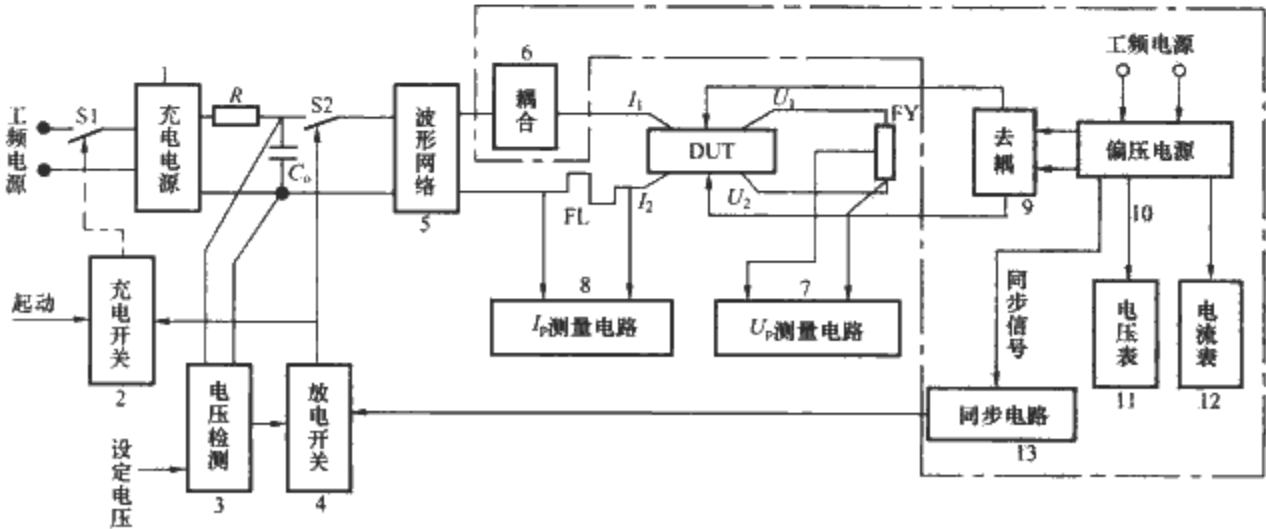 工频电源
S1
1
充电电源
R
C₀
S2
波形网络
5
6
耦合
I₁
I₂
DUT
U₁
U₂
FY
FL
去耦
9
工频电源
偏压电源
10
电压表
11
电流表
12
同步信号
同步电路
13
8
Iₚ测量电路
7
Uₚ测量电路
起动
充电开关
2
电压检测
3
放电开关
4
设定电压